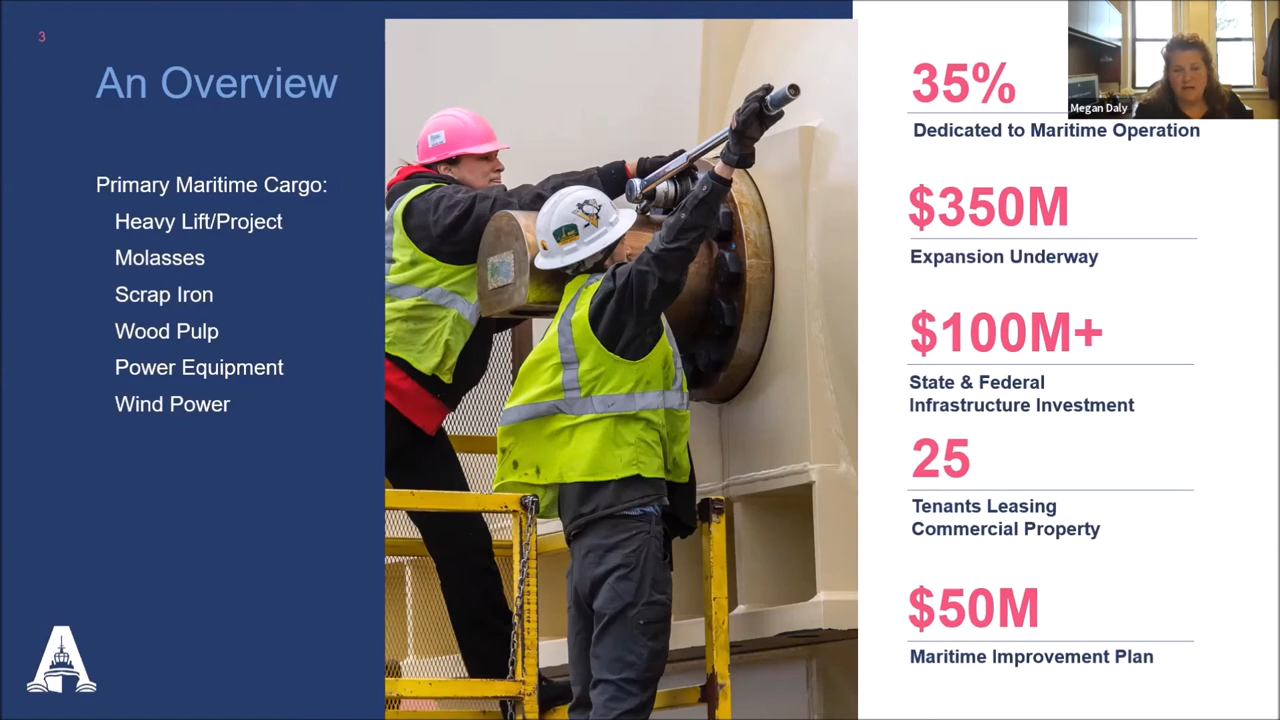 3
An Overview
Primary Maritime Cargo:
Heavy Lift/Project
Molasses
Scrap Iron
Wood Pulp
Power Equipment
Wind Power
35%
Dedicated to Maritime Operation
$350M
Expansion Underway
$100M+
State & Federal
Infrastructure Investment
25
Tenants Leasing
Commercial Property
$50M
Maritime Improvement Plan
Megan Daly
A